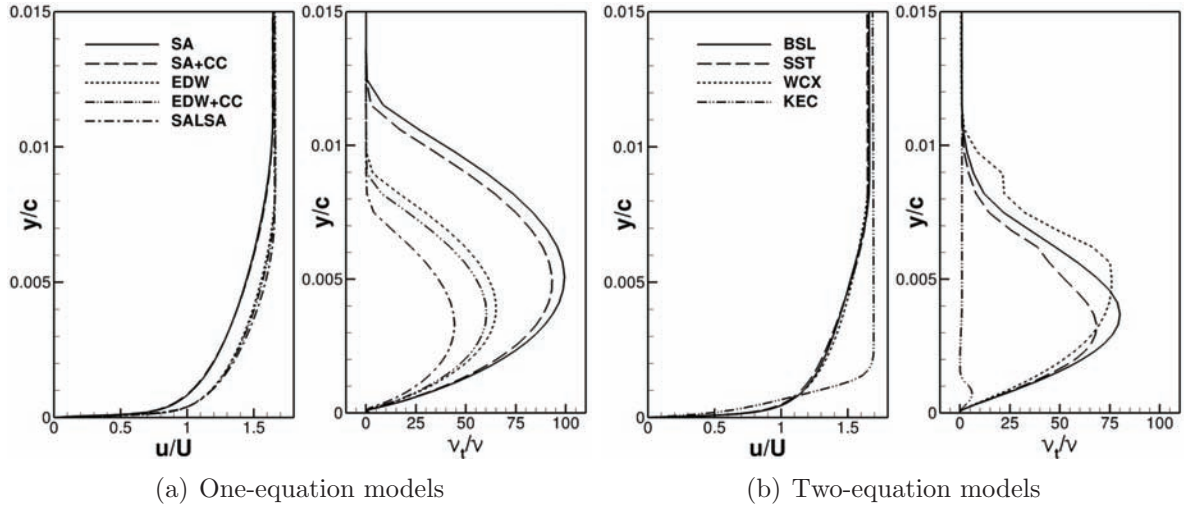 0.015
0.01
0.005
0
y/c
0 0.5 1 1.5
u/U
SA
SA+CC
EDW
EDW+CC
SALSA
0.015
0.01
0.005
0
y/c
0 25 50 75 100
νt/ν
0.015
0.01
0.005
0
y/c
0 0.5 1 1.5
u/U
BSL
SST
WCX
KEC
0.015
0.01
0.005
0
y/c
0 25 50 75 100
νt/ν
(a) One-equation models
(b) Two-equation models